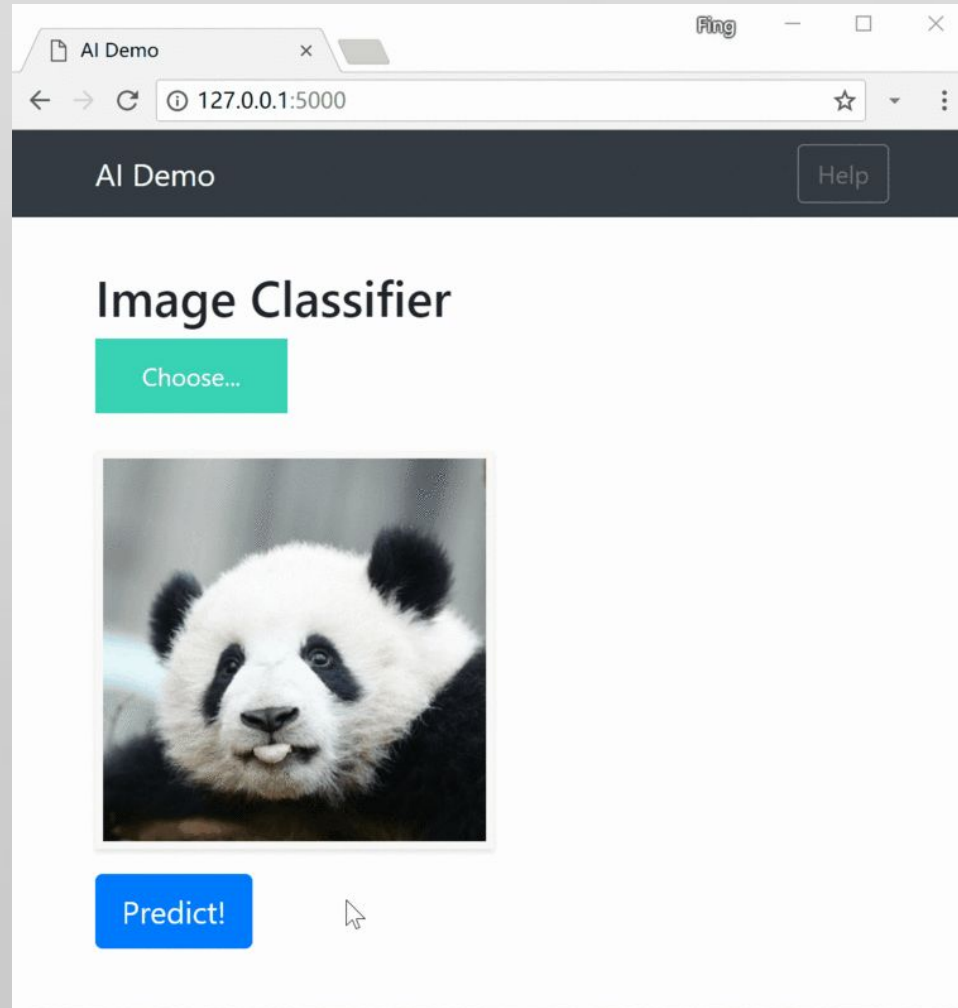 Fing
AI Demo
127.0.0.1:5000
AI Demo
Help
Image Classifier
Choose...
Predict!